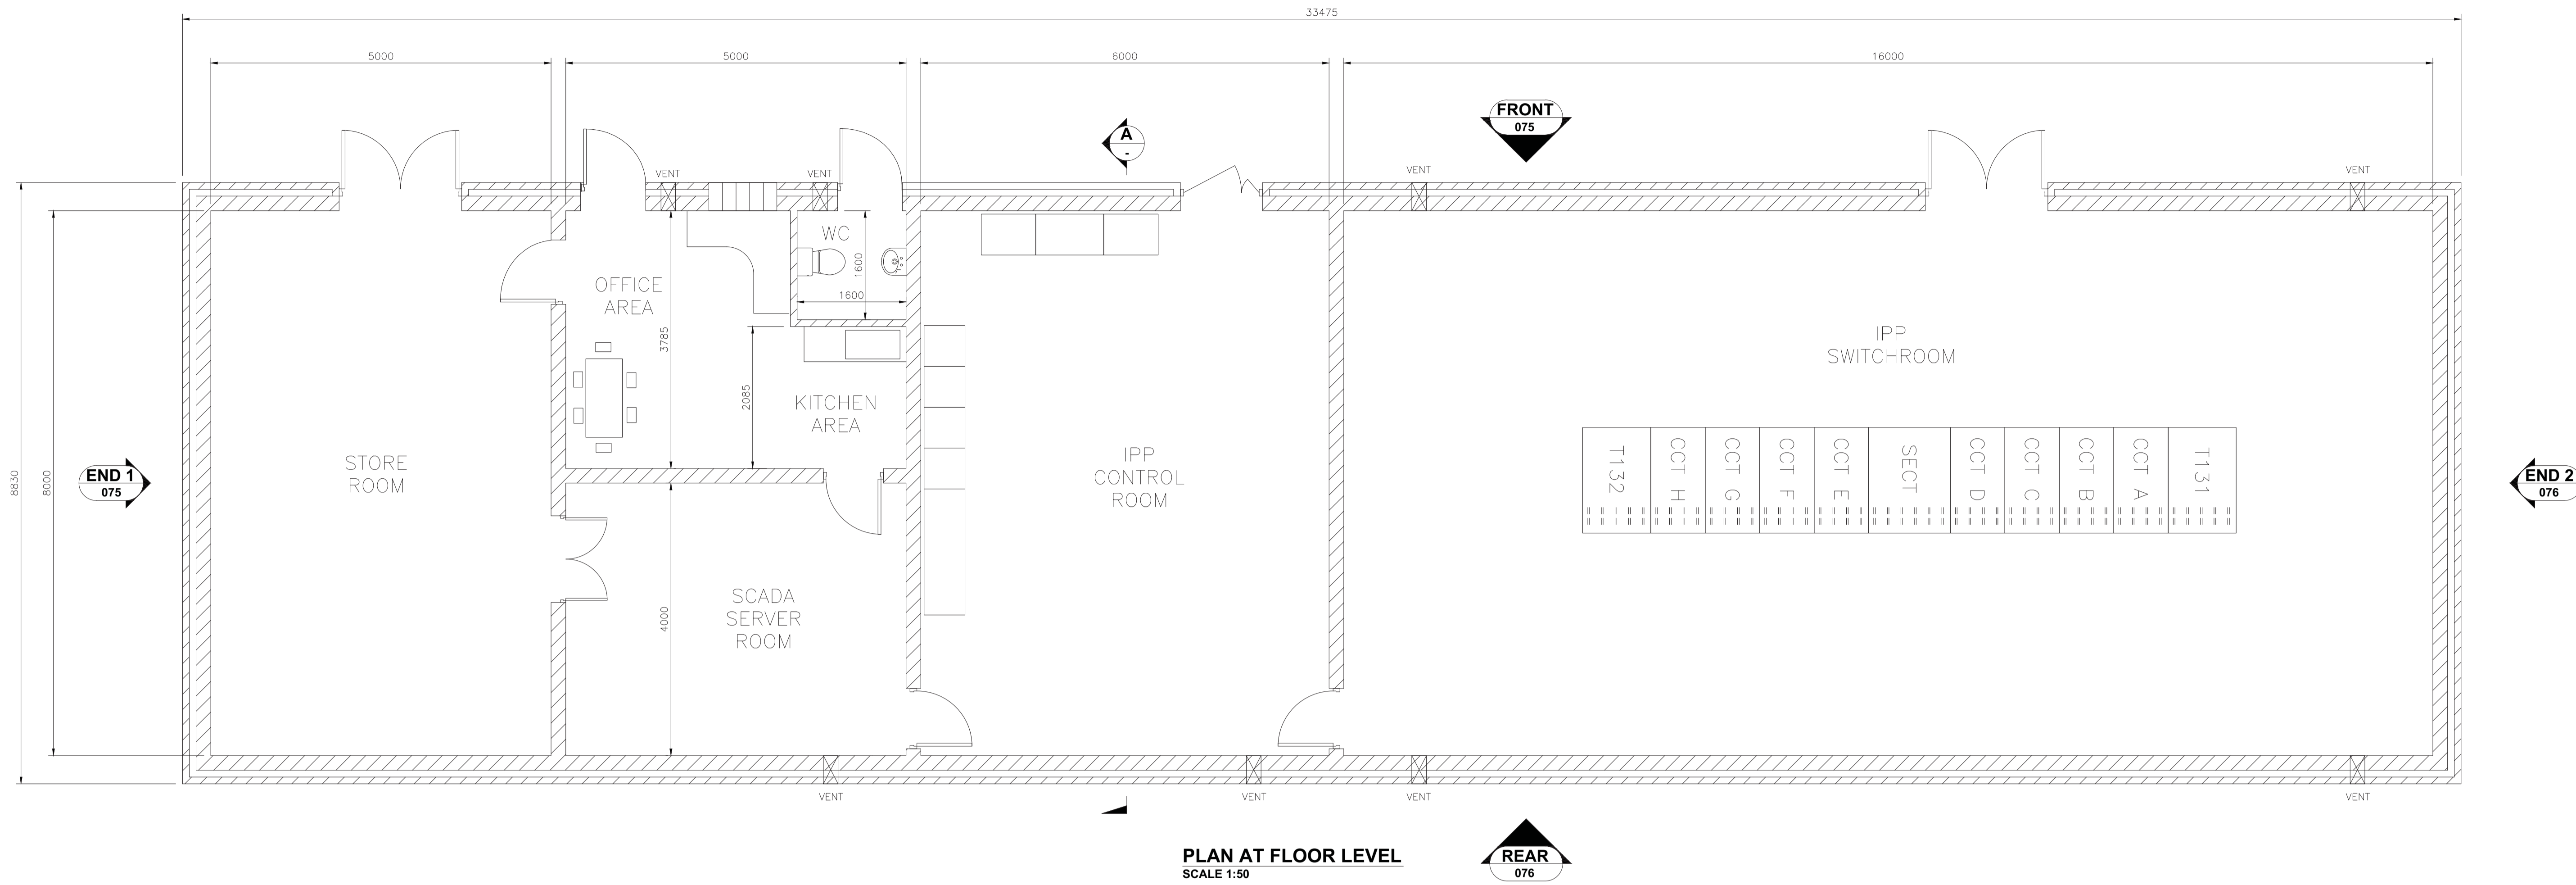 33475
5000
5000
6000
16000
FRONT
075
A
-
VENT
VENT
VENT
VENT
WC
1600
1600
OFFICE
AREA
3785
2085
KITCHEN
AREA
IPP
SWITCHROOM
8830
8000
END 1
075
STORE
ROOM
IPP
CONTROL
ROOM
T132
CCT H
CCT G
CCT F
CCT E
SECT
CCT D
CCT C
CCT B
CCT A
T131
END 2
076
4000
SCADA
SERVER
ROOM
VENT
VENT
VENT
VENT
PLAN AT FLOOR LEVEL
SCALE 1:50
REAR
076